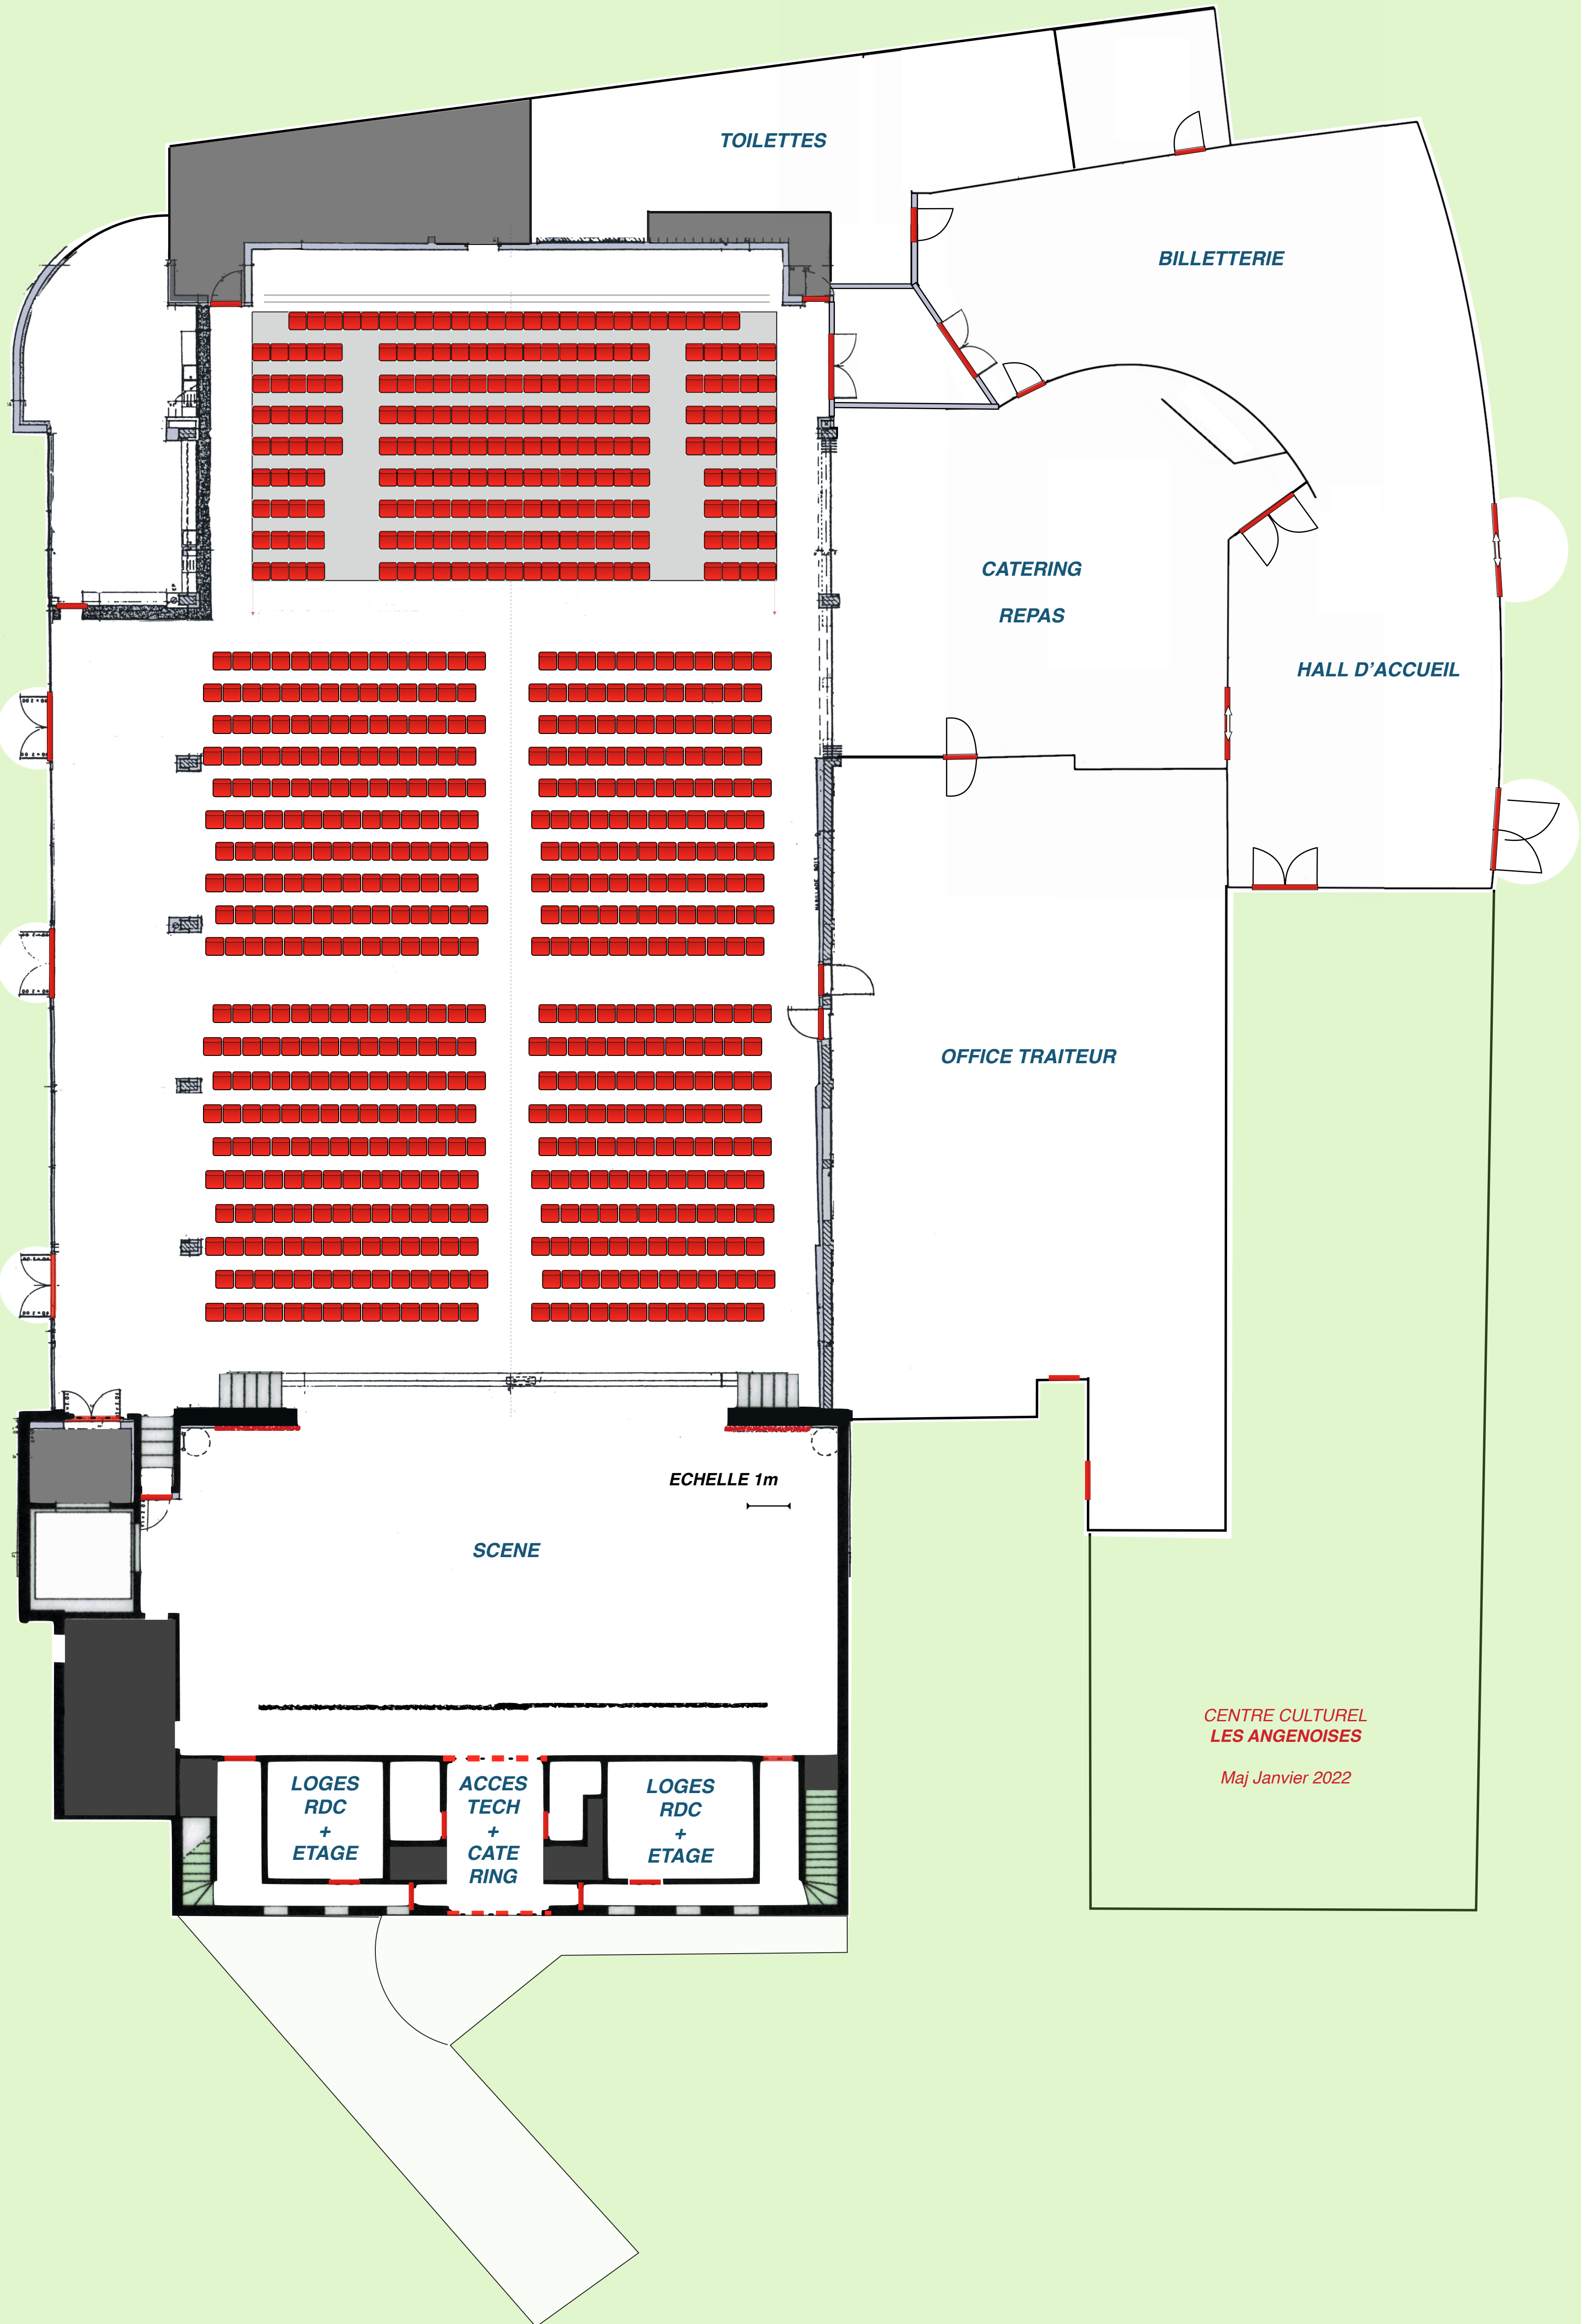 TOILETTES
BILLETTERIE
CATERING
REPAS
HALL D'ACCUEIL
OFFICE TRAITEUR
ECHELLE 1m
SCENE
CENTRE CULTUREL
LES ANGENOISES
Maj Janvier 2022
LOGES
RDC
+
ETAGE
ACCES
TECH
+
CATE
RING
LOGES
RDC
+
ETAGE